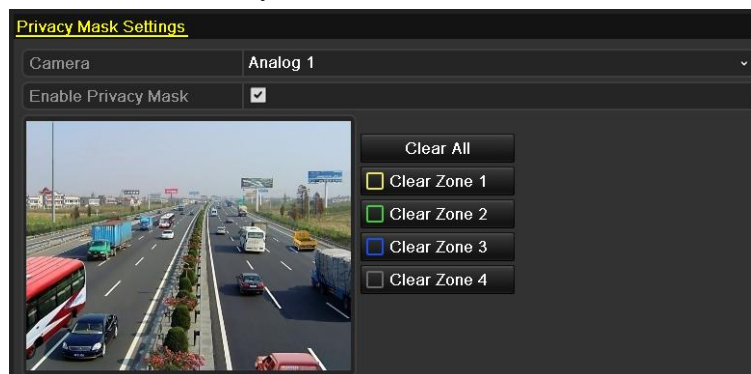 Privacy Mask Settings
Camera Analog 1
Enable Privacy Mask
Clear All
Clear Zone 1
Clear Zone 2
Clear Zone 3
Clear Zone 4